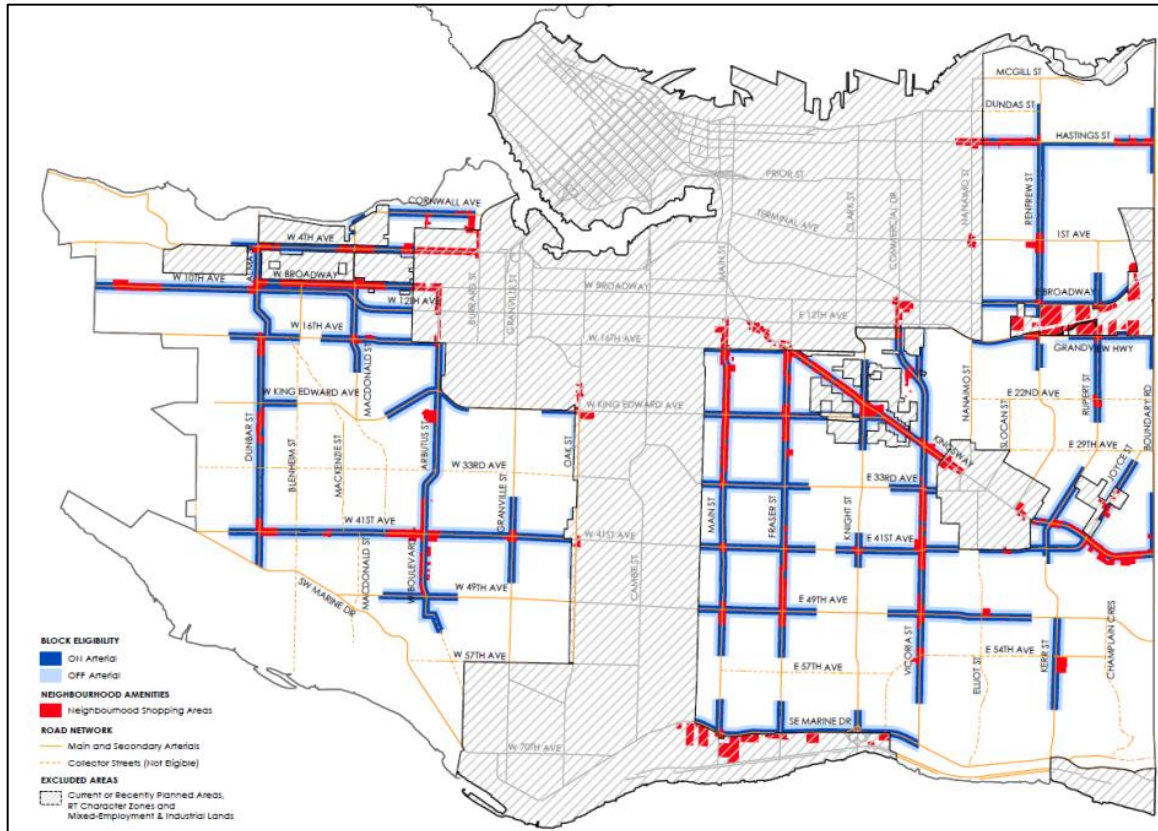 MCGILL ST
DUNDAS ST
HASTINGS ST
PRIOR ST
CLARK ST
COMMERCIAL DR
NANAIMO ST
RENFREW ST
CORNWALL AVE
TERMINAL AVE
1ST AVE
W 4TH AVE
MAIN ST
ALMA
W BROADWAY
W 10TH AVE
BURRARD ST
GRANVILLE ST
W BROADWAY
E BROADWAY
W 12TH AVE
E 12TH AVE
W 16TH AVE
W 16TH AVE
GRANDVIEW HWY
MACDONALD ST
NANAIMO ST
SLOCAN ST
RUPERT ST
BOUNDARY RD
W KING EDWARD AVE
W KING EDWARD AVE
E 22ND AVE
DUNBAR ST
BLENHEIM ST
MACKENZIE ST
ARBUTUS ST
OAK ST
KINGSWAY
E 29TH AVE
JOYCE ST
W 33RD AVE
E 33RD AVE
GRANVILLE ST
MAIN ST
FRASER ST
KNIGHT ST
W 41ST AVE
W 41ST AVE
E 41ST AVE
MACDONALD ST
W BOULEVARD
CAMBIE ST
SW MARINE DR
W 49TH AVE
E 49TH AVE
VICTORIA ST
ELLIOT ST
KERR ST
CHAMPLAIN CRES
E 54TH AVE
W 57TH AVE
E 57TH AVE
SE MARINE DR
W 70TH AVE
BLOCK ELIGIBILITY
ON Arterial
OFF Arterial
NEIGHBOURHOOD AMENITIES
Neighbourhood Shopping Areas
ROAD NETWORK
Main and Secondary Arterials
Collector Streets (Not Eligible)
EXCLUDED AREAS
Current or Recently Planned Areas,
RT Character Zones and
Mixed-Employment & Industrial Lands